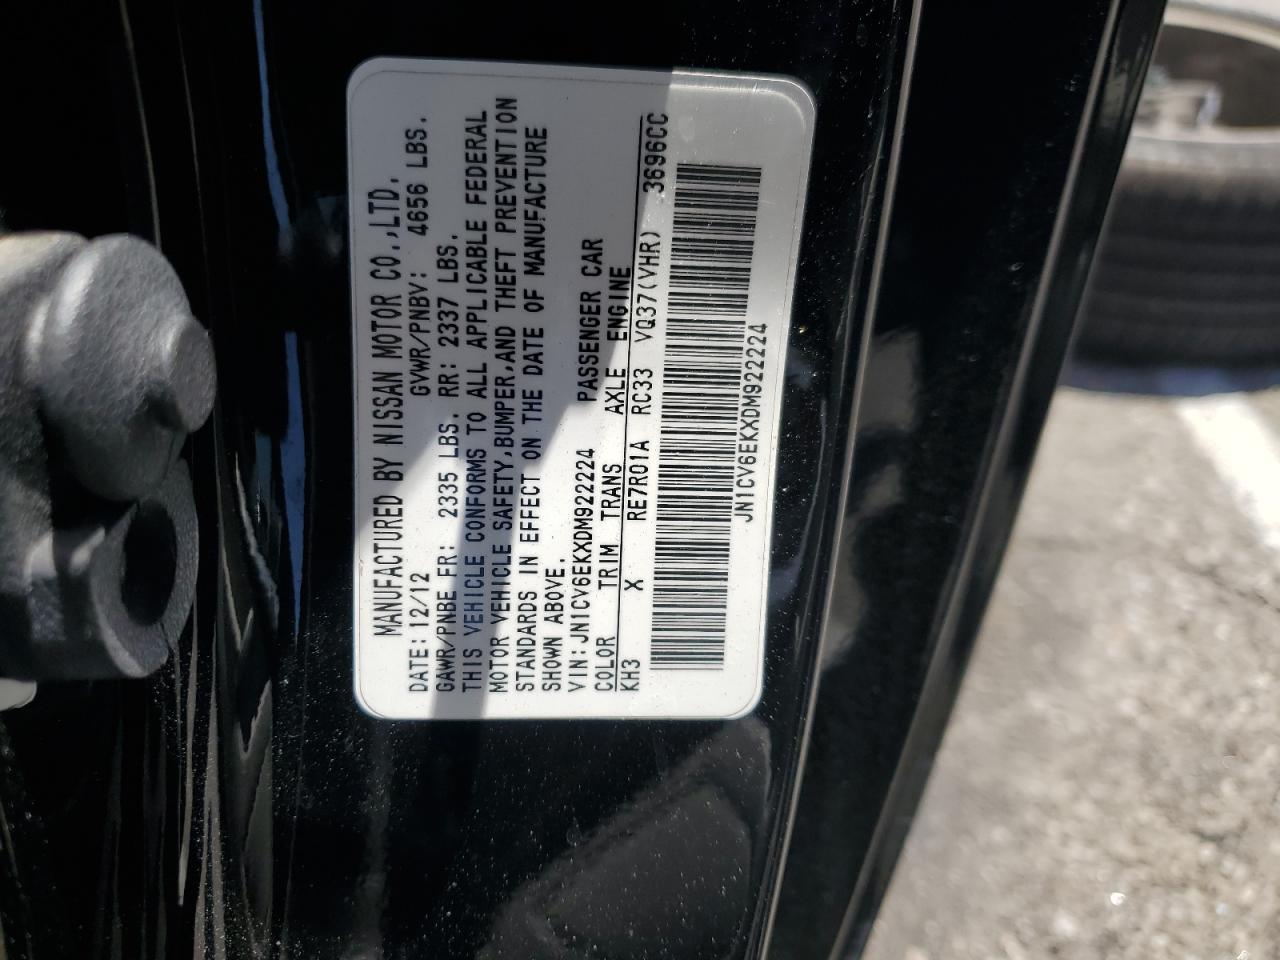 MANUFACTURED BY NISSAN MOTOR CO.,LTD.
DATE: 12/12 GVWR/PNBV: 4656 LBS.
GAWR/PNBE FR: 2335 LBS. RR: 2337 LBS.
THIS VEHICLE CONFORMS TO ALL APPLICABLE FEDERAL
MOTOR VEHICLE SAFETY,BUMPER,AND THEFT PREVENTION
STANDARDS IN EFFECT ON THE DATE OF MANUFACTURE
SHOWN ABOVE.
VIN:JN1CV6EKXDM922224 PASSENGER CAR
COLOR TRIM TRANS AXLE ENGINE
KH3 X RE7R01A RC33 VQ37(VHR) 3696CC
JN1CV6EKXDM922224